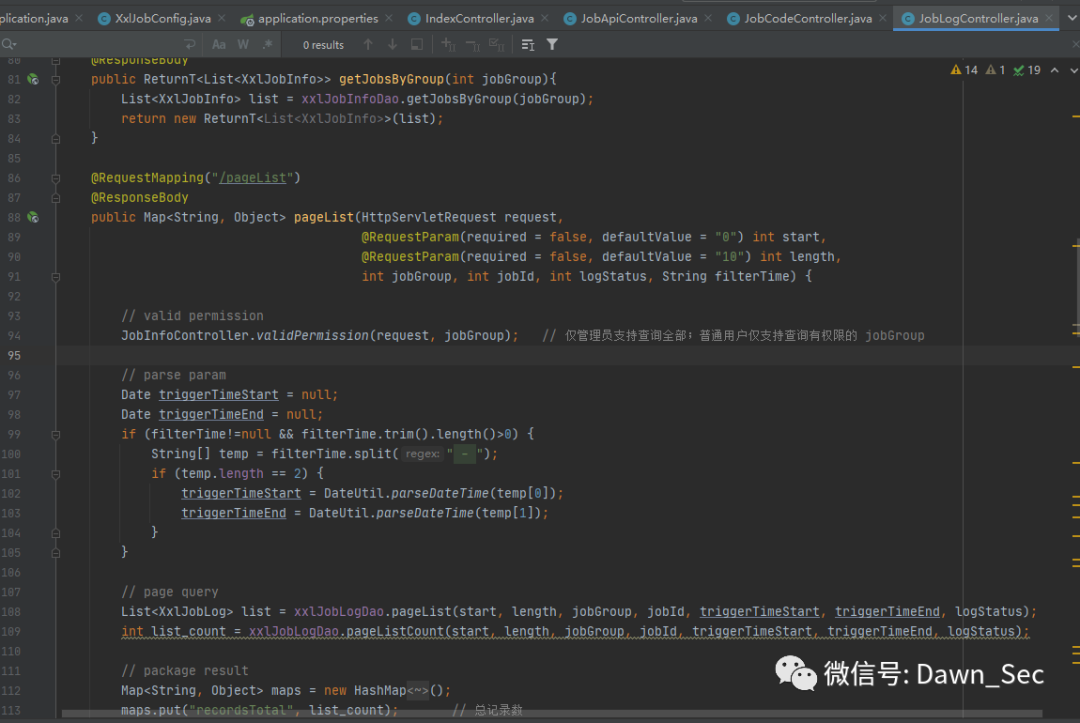 plication.java XxlJobConfig.java application.properties IndexController.java JobApiController.java JobCodeController.java JobLogController.java
Aa W .* 0 results
80 @ResponseBody
81 public ReturnT<List<XxlJobInfo>> getJobsByGroup(int jobGroup){ 14 1 19
82 List<XxlJobInfo> list = xxlJobInfoDao.getJobsByGroup(jobGroup);
83 return new ReturnT<List<XxlJobInfo>>(list);
84 }
85
86 @RequestMapping("/pageList")
87 @ResponseBody
88 public Map<String, Object> pageList(HttpServletRequest request,
89 @RequestParam(required = false, defaultValue = "0") int start,
90 @RequestParam(required = false, defaultValue = "10") int length,
91 int jobGroup, int jobId, int logStatus, String filterTime) {
92
93 // valid permission
94 JobInfoController.validPermission(request, jobGroup); // 仅管理员支持查询全部；普通用户仅支持查询有权限的 jobGroup
95
96 // parse param
97 Date triggerTimeStart = null;
98 Date triggerTimeEnd = null;
99 if (filterTime!=null && filterTime.trim().length()>0) {
100 String[] temp = filterTime.split( regex: " - ");
101 if (temp.length == 2) {
102 triggerTimeStart = DateUtil.parseDateTime(temp[0]);
103 triggerTimeEnd = DateUtil.parseDateTime(temp[1]);
104 }
105 }
106
107 // page query
108 List<XxlJobLog> list = xxlJobLogDao.pageList(start, length, jobGroup, jobId, triggerTimeStart, triggerTimeEnd, logStatus);
109 int list_count = xxlJobLogDao.pageListCount(start, length, jobGroup, jobId, triggerTimeStart, triggerTimeEnd, logStatus);
110
111 // package result
112 Map<String, Object> maps = new HashMap<~>();
113 maps.put("recordsTotal", list_count); // 总记录数
微信号: Dawn_Sec